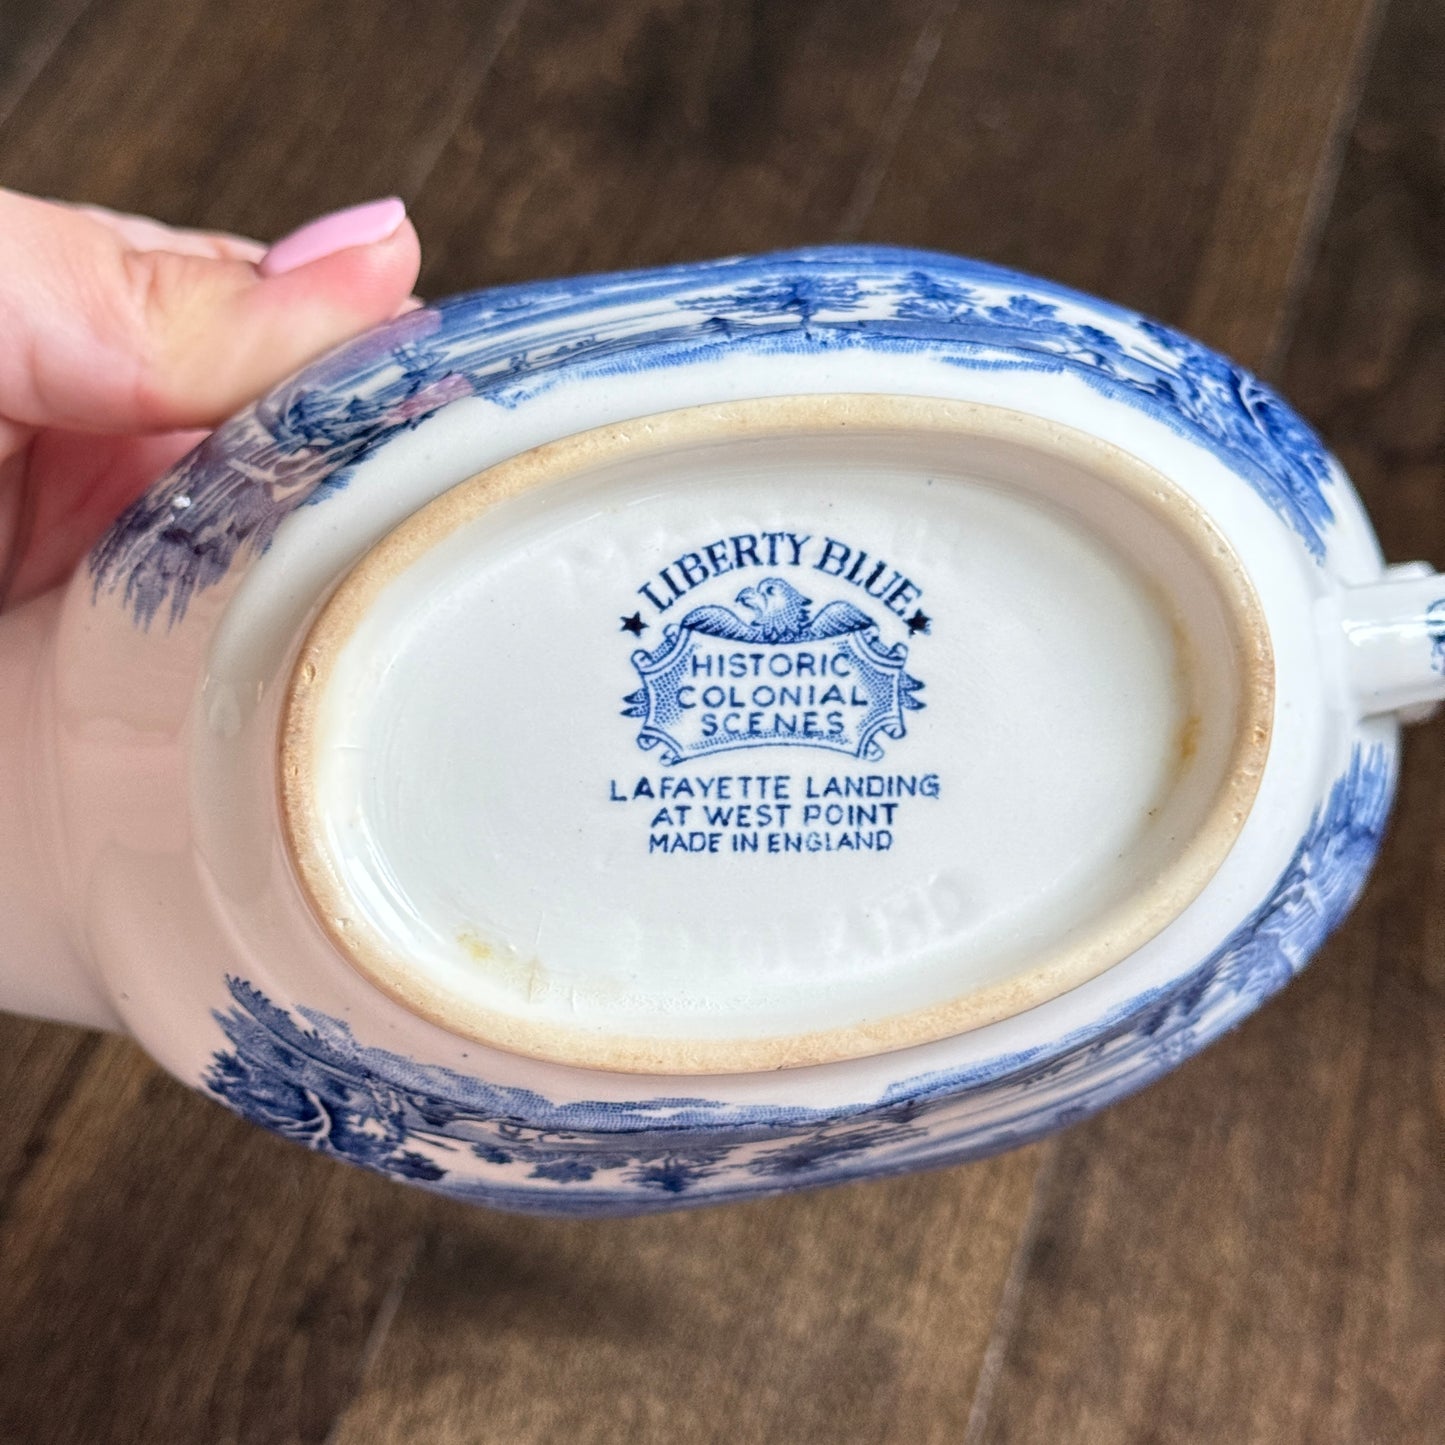 LIBERTY BLUE
HISTORIC
COLONIAL
SCENES
LAFAYETTE LANDING
AT WEST POINT
MADE IN ENGLAND